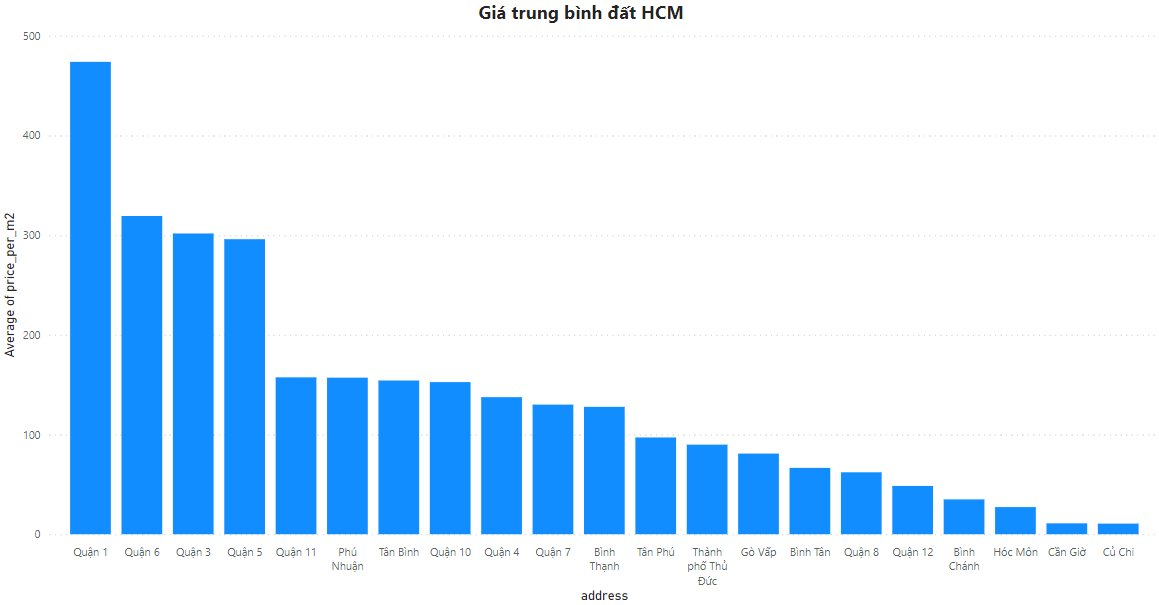 Giá trung bình đất HCM
500
400
300
200
100
0
Average of price_per_m2
Quận 1
Quận 6
Quận 3
Quận 5
Quận 11
Phú
Nhuận
Tân Bình
Quận 10
Quận 4
Quận 7
Bình
Thạnh
Tân Phú
Thành
phố Thủ
Đức
Gò Vấp
Bình Tân
Quận 8
Quận 12
Bình
Chánh
Hóc Môn
Cần Giờ
Củ Chi
address